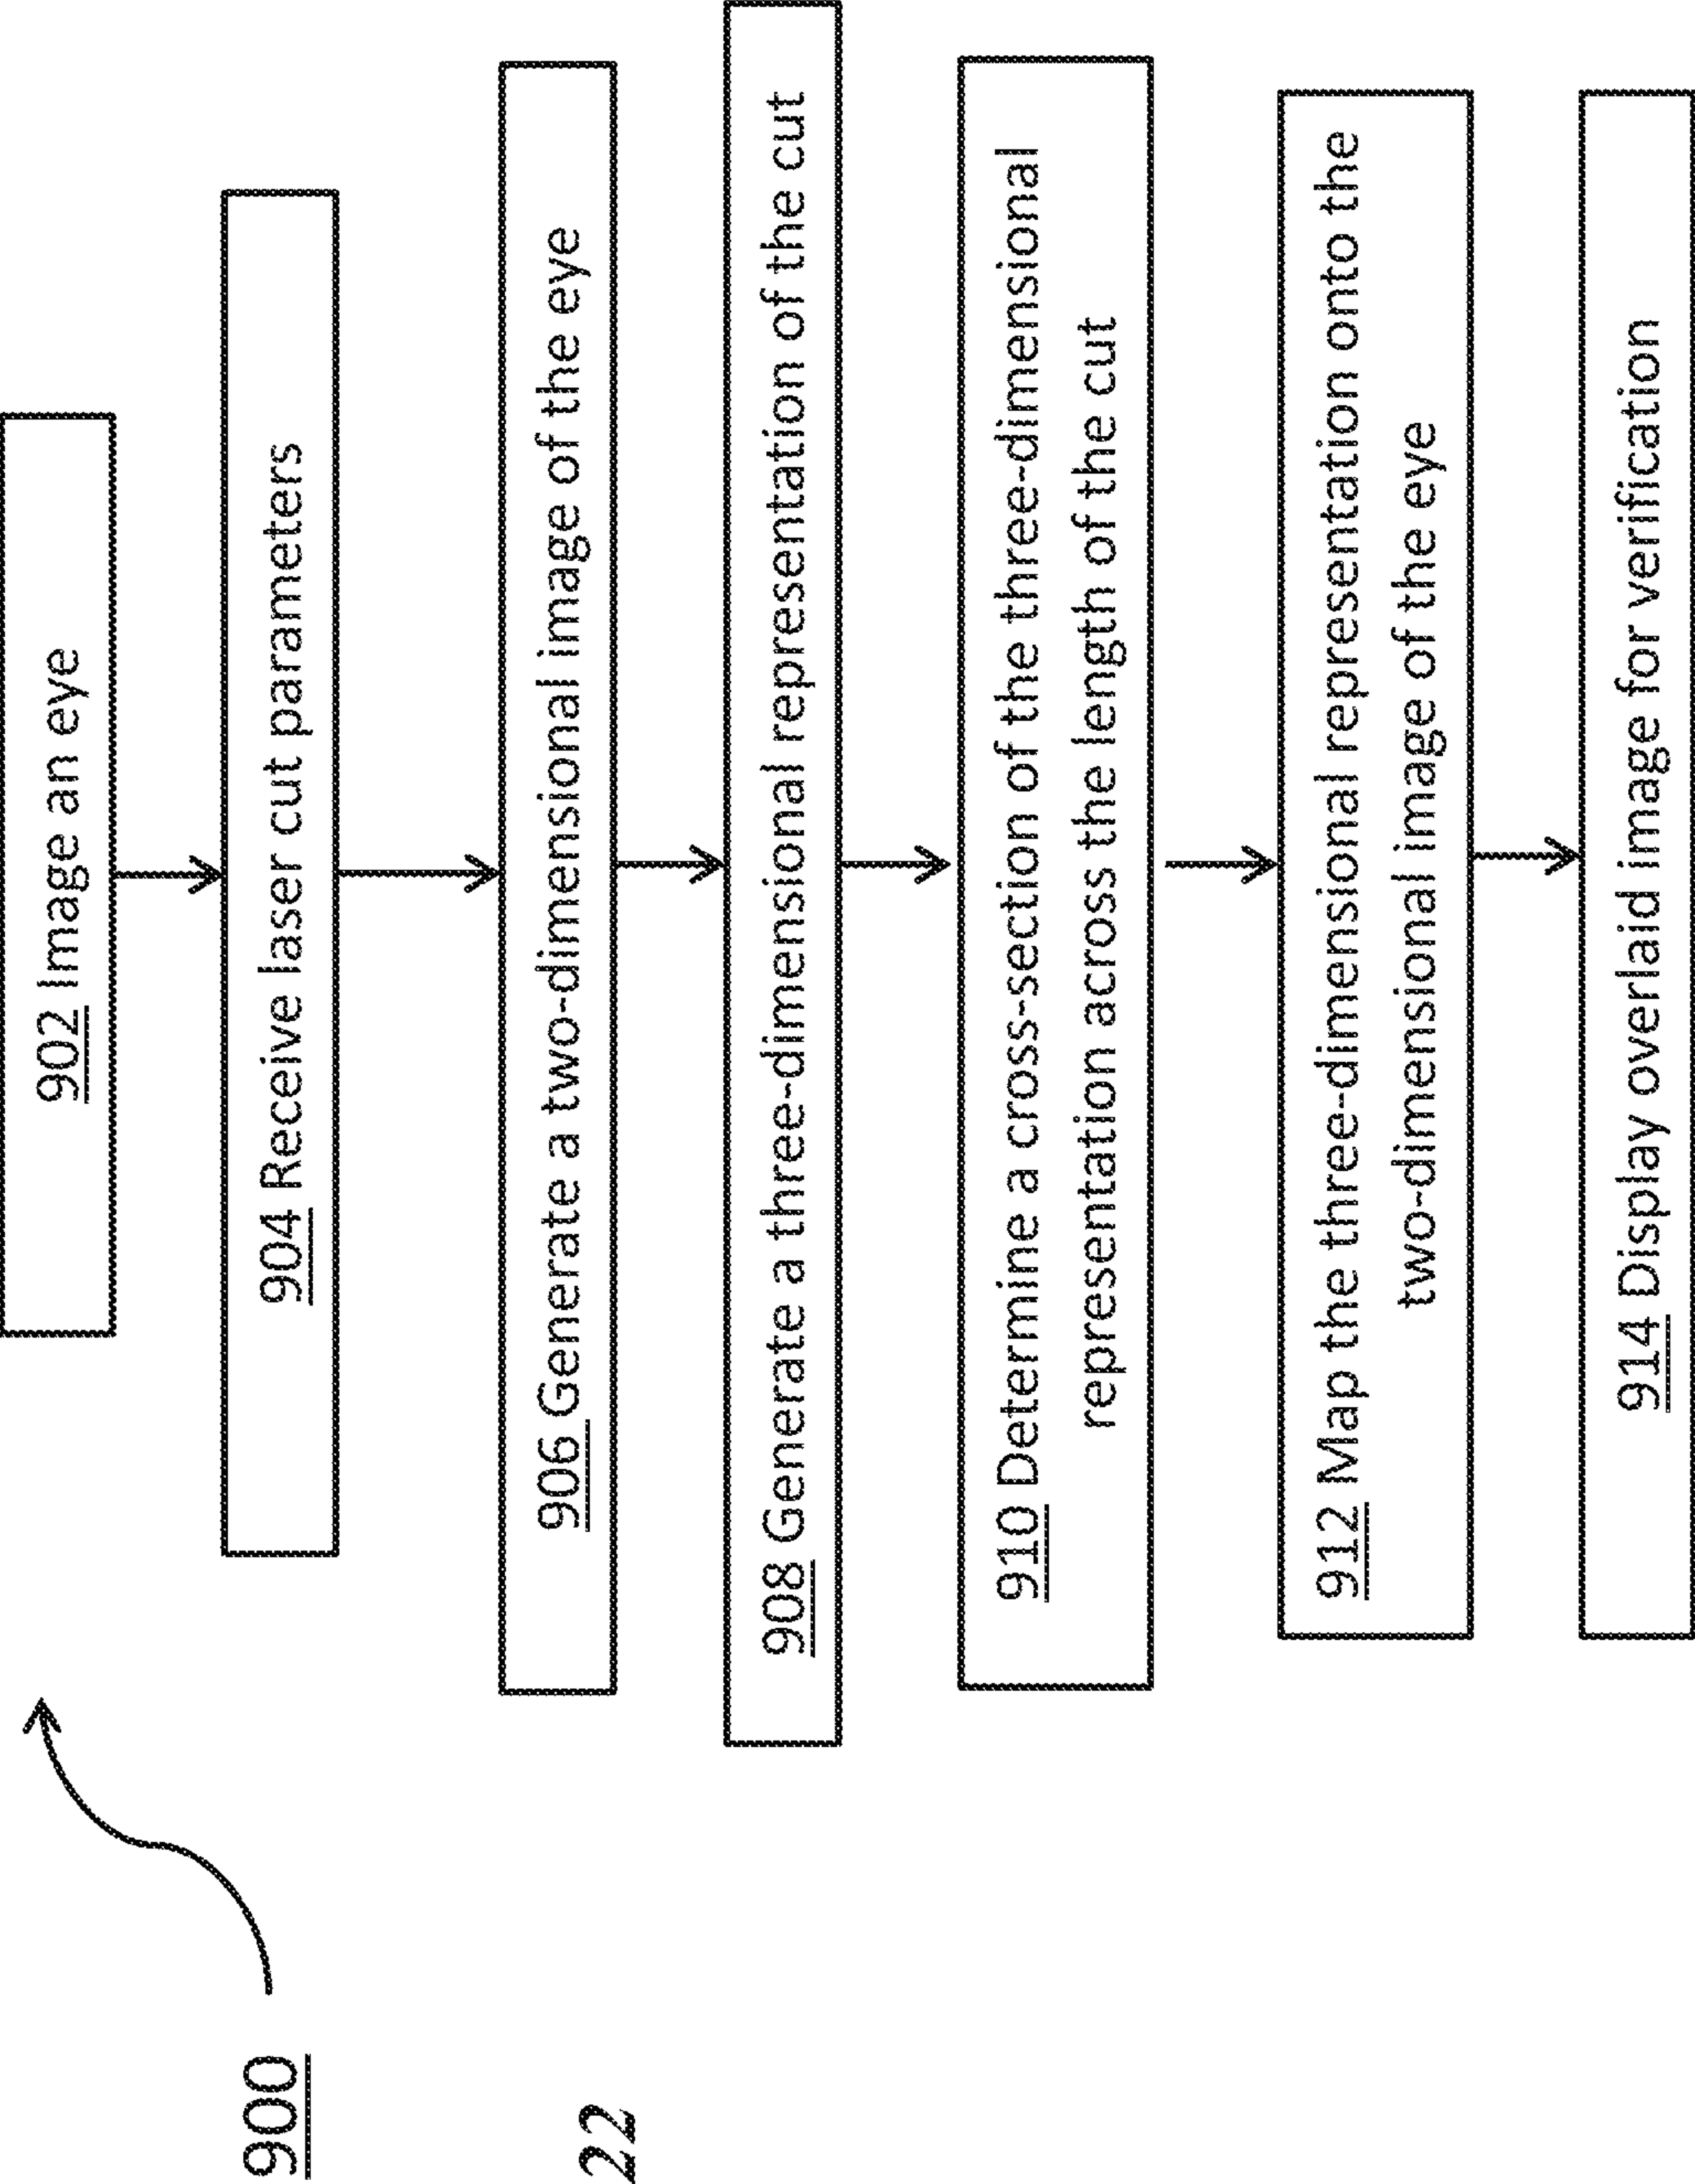 902 Image an eye
904 Receive laser cut parameters
906 Generate a two-dimensional image of the eye
908 Generate a three-dimensional representation of the cut
910 Determine a cross-section of the three-dimensional
representation across the length of the cut
912 Map the three-dimensional representation onto the
two-dimensional image of the eye
914 Display overlaid image for verification
900
22